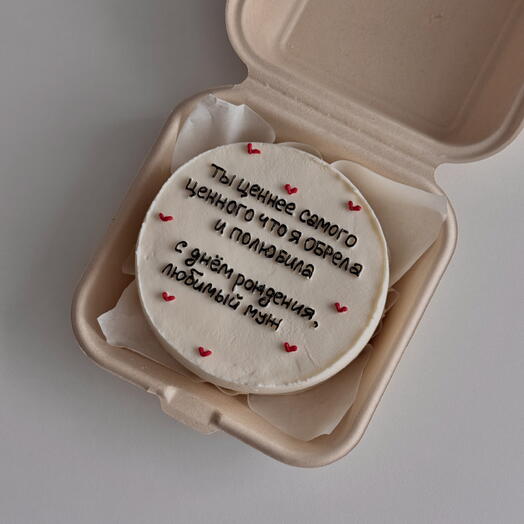 Ты ценнее самого
ценного что я обрела
и полюбила
с днём рождения,
любимый муж